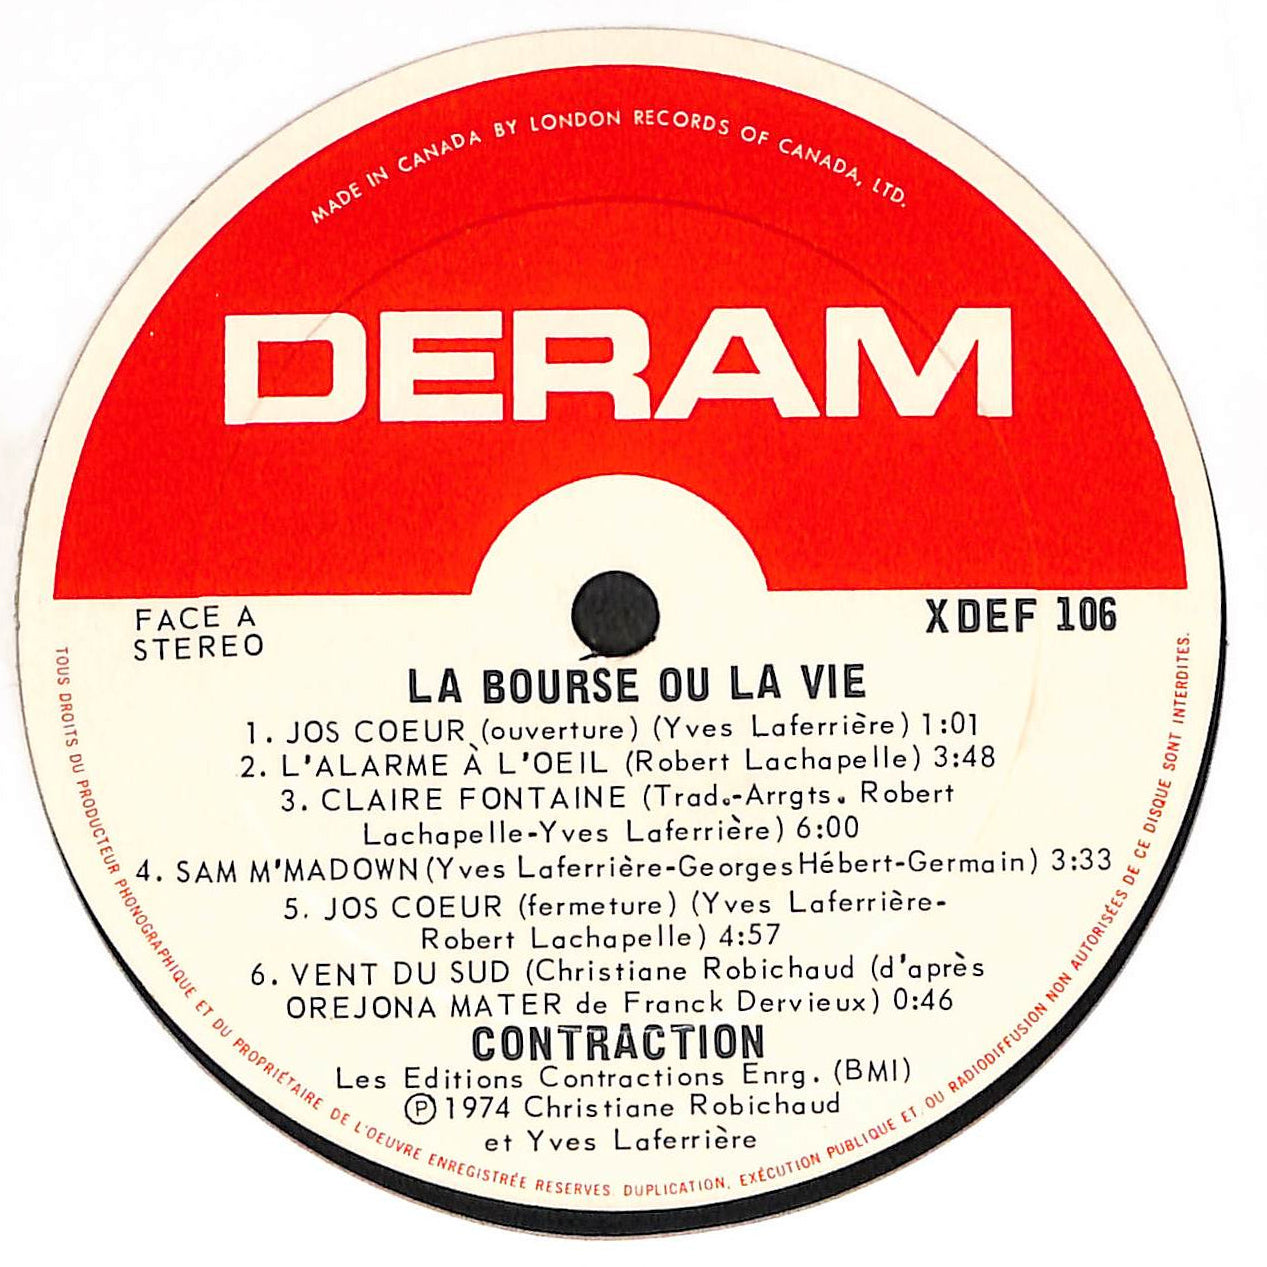 MADE IN CANADA BY LONDON RECORDS OF CANADA, LTD.
DERAM
FACE A
STEREO
XDEF 106
LA BOURSE OU LA VIE
1. JOS COEUR (ouverture) (Yves Laferrière) 1:01
2. L'ALARME À L'OEIL (Robert Lachapelle) 3:48
3. CLAIRE FONTAINE (Trad.-Arrgts. Robert
Lachapelle-Yves Laferrière) 6:00
4. SAM M'MADOWN (Yves Laferrière-Georges Hébert-Germain) 3:33
5. JOS COEUR (fermeture) (Yves Laferrière-
Robert Lachapelle) 4:57
6. VENT DU SUD (Christiane Robichaud (d'après
OREJONA MATER de Franck Dervieux) 0:46
CONTRACTION
Les Editions Contractions Enrg. (BMI)
Ⓟ 1974 Christiane Robichaud
et Yves Laferrière
TOUS DROITS DU PRODUCTEUR PHONOGRAPHIQUE ET DU PROPRIÉTAIRE DE L'OEUVRE ENREGISTRÉE RESERVES. DUPLICATION, EXÉCUTION PUBLIQUE ET OU RADIODIFFUSION NON AUTORISÉES DE CE DISQUE SONT INTERDITES.